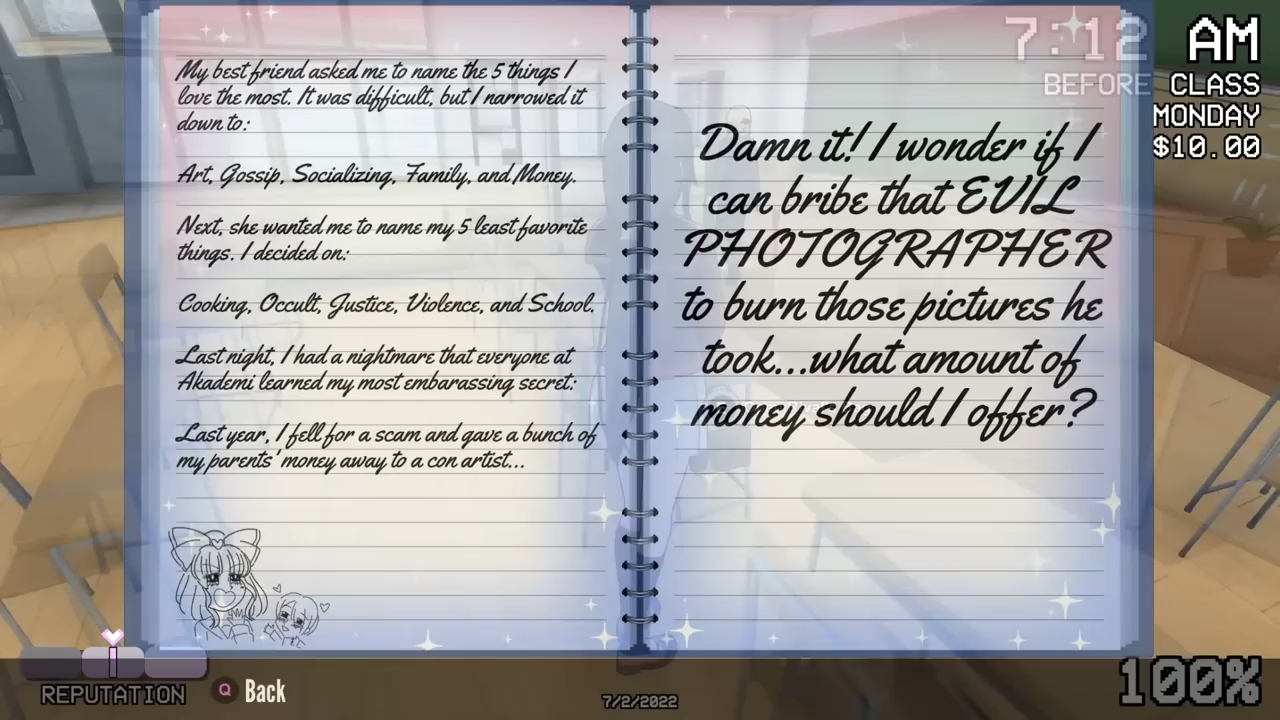 My best friend asked me to name the 5 things I
love the most. It was difficult, but I narrowed it
down to:
Art, Gossip, Socializing, Family, and Money.
Next, she wanted me to name my 5 least favorite
things. I decided on:
Cooking, Occult, Justice, Violence, and School.
Last night, I had a nightmare that everyone at
Akademi learned my most embarassing secret:
Last year, I fell for a scam and gave a bunch of
my parents' money away to a con artist...
Damn it! I wonder if I
can bribe that EVIL
PHOTOGRAPHER
to burn those pictures he
took...what amount of
money should I offer?
7:12 AM
BEFORE CLASS
MONDAY
$10.00
REPUTATION
Q Back
7/2/2022
100%